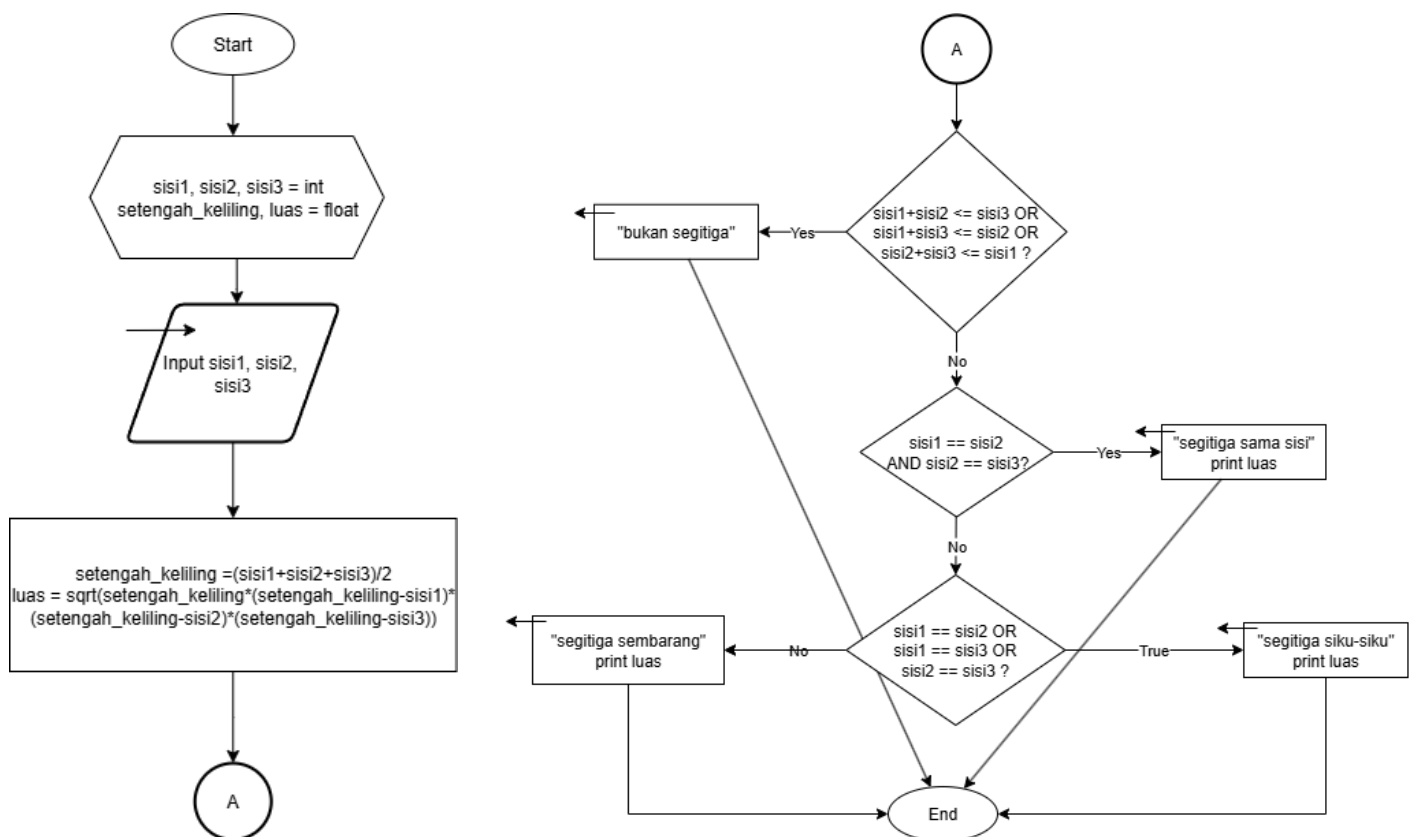 Start
sisi1, sisi2, sisi3 = int
setengah_keliling, luas = float
Input sisi1, sisi2,
sisi3
setengah_keliling =(sisi1+sisi2+sisi3)/2
luas = sqrt(setengah_keliling*(setengah_keliling-sisi1)*
(setengah_keliling-sisi2)*(setengah_keliling-sisi3))
A
A
sisi1+sisi2 <= sisi3 OR
sisi1+sisi3 <= sisi2 OR
sisi2+sisi3 <= sisi1 ?
Yes
"bukan segitiga"
No
sisi1 == sisi2
AND sisi2 == sisi3?
Yes
"segitiga sama sisi"
print luas
No
sisi1 == sisi2 OR
sisi1 == sisi3 OR
sisi2 == sisi3 ?
No
"segitiga sembarang"
print luas
True
"segitiga siku-siku"
print luas
End